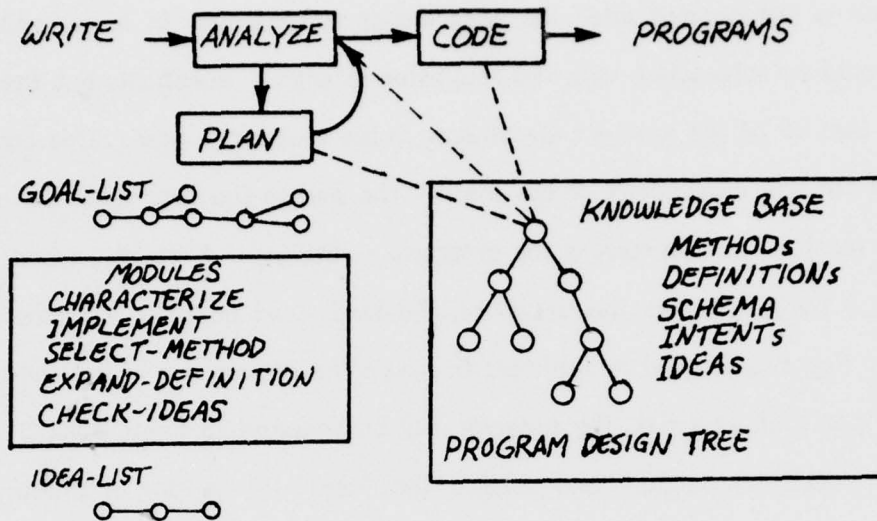 WRITE ANALYZE CODE PROGRAMS
PLAN
GOAL-LIST
MODULES
CHARACTERIZE
IMPLEMENT
SELECT-METHOD
EXPAND-DEFINITION
CHECK-IDEAS
IDEA-LIST
KNOWLEDGE BASE
METHODs
DEFINITIONs
SCHEMA
INTENTs
IDEAs
PROGRAM DESIGN TREE